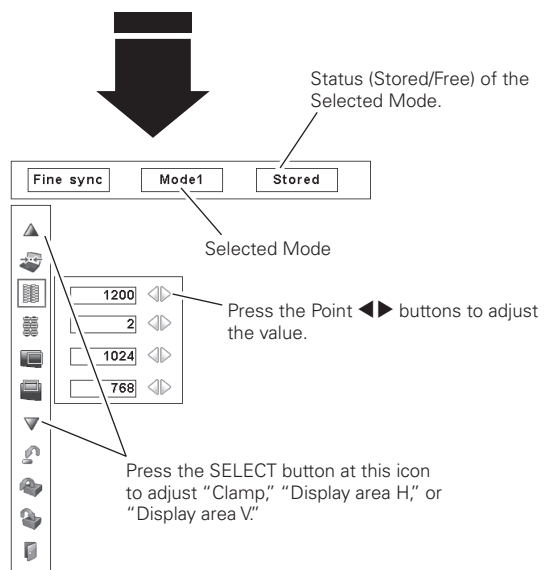 Status (Stored/Free) of the
Selected Mode.
Fine sync
Mode1
Stored
Selected Mode
1200
2
1024
768
Press the Point ◀▶ buttons to adjust
the value.
Press the SELECT button at this icon
to adjust “Clamp,” “Display area H,” or
“Display area V.”